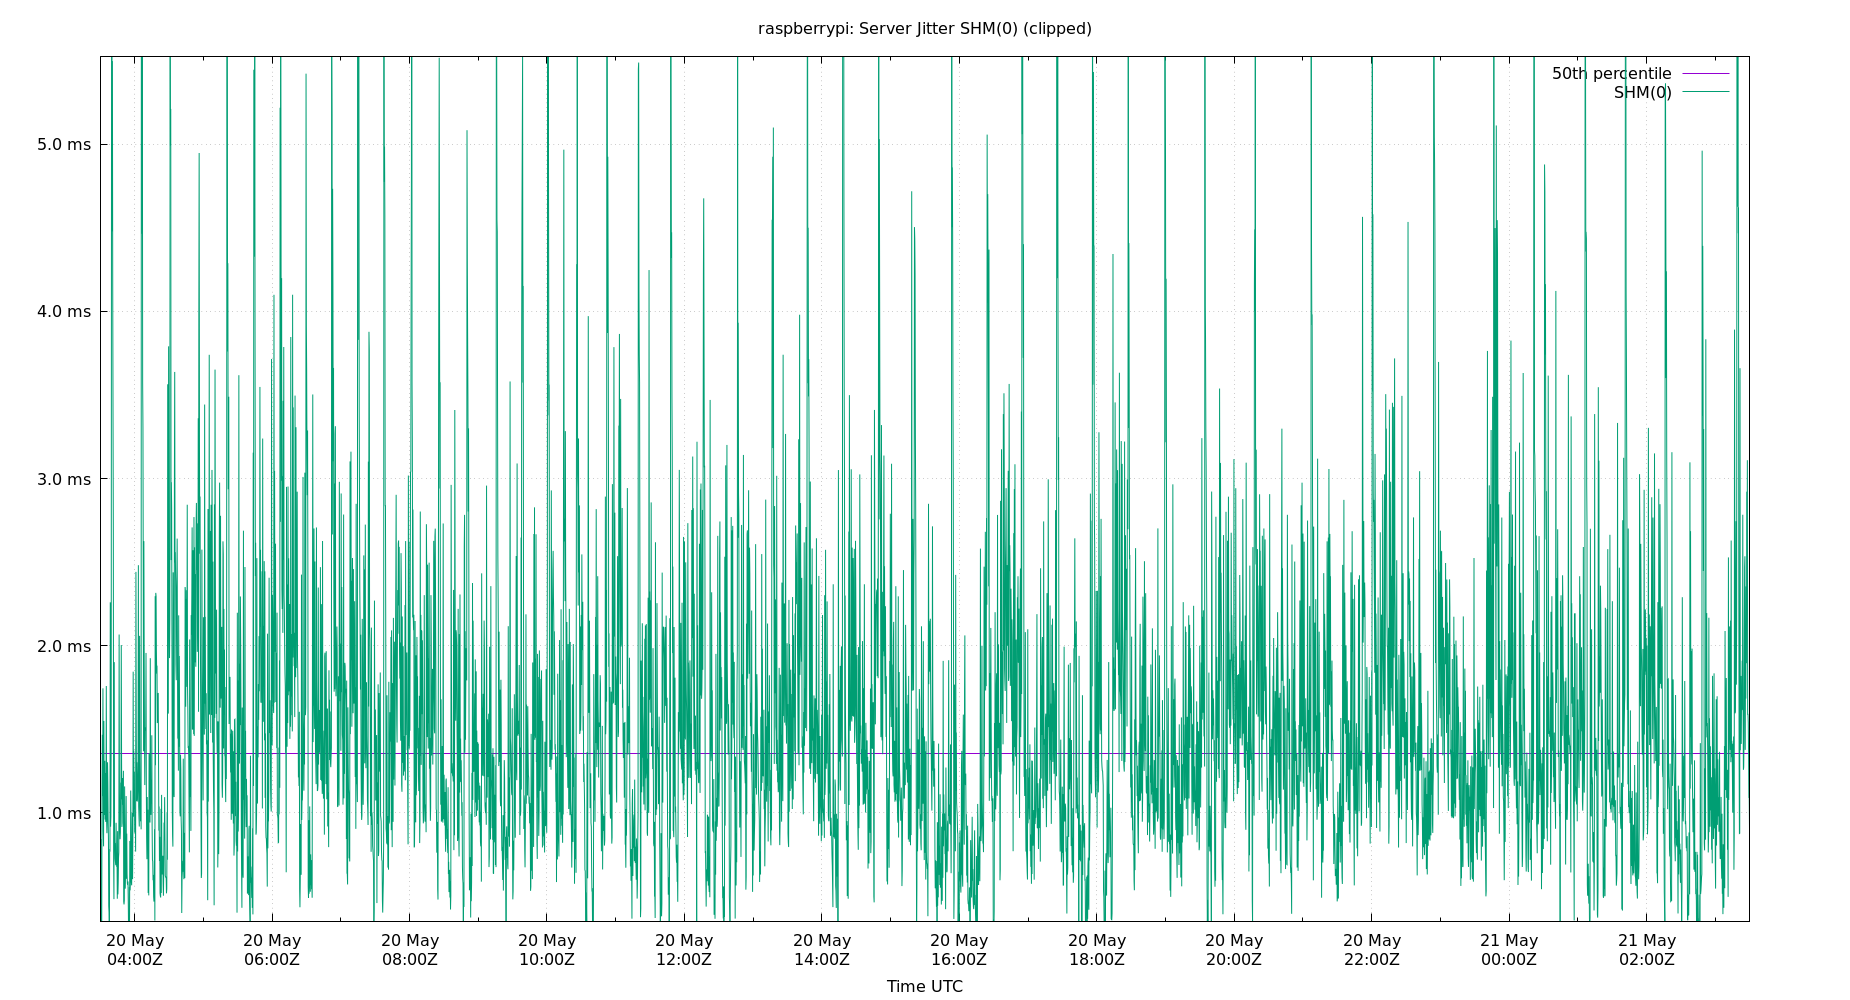 raspberrypi: Server Jitter SHM(0) (clipped)
50th percentile
SHM(0)
5.0 ms
4.0 ms
3.0 ms
2.0 ms
1.0 ms
20 May 20 May 20 May 20 May 20 May 20 May 20 May 20 May 20 May 20 May 21 May 21 May
04:00Z 06:00Z 08:00Z 10:00Z 12:00Z 14:00Z 16:00Z 18:00Z 20:00Z 22:00Z 00:00Z 02:00Z
Time UTC